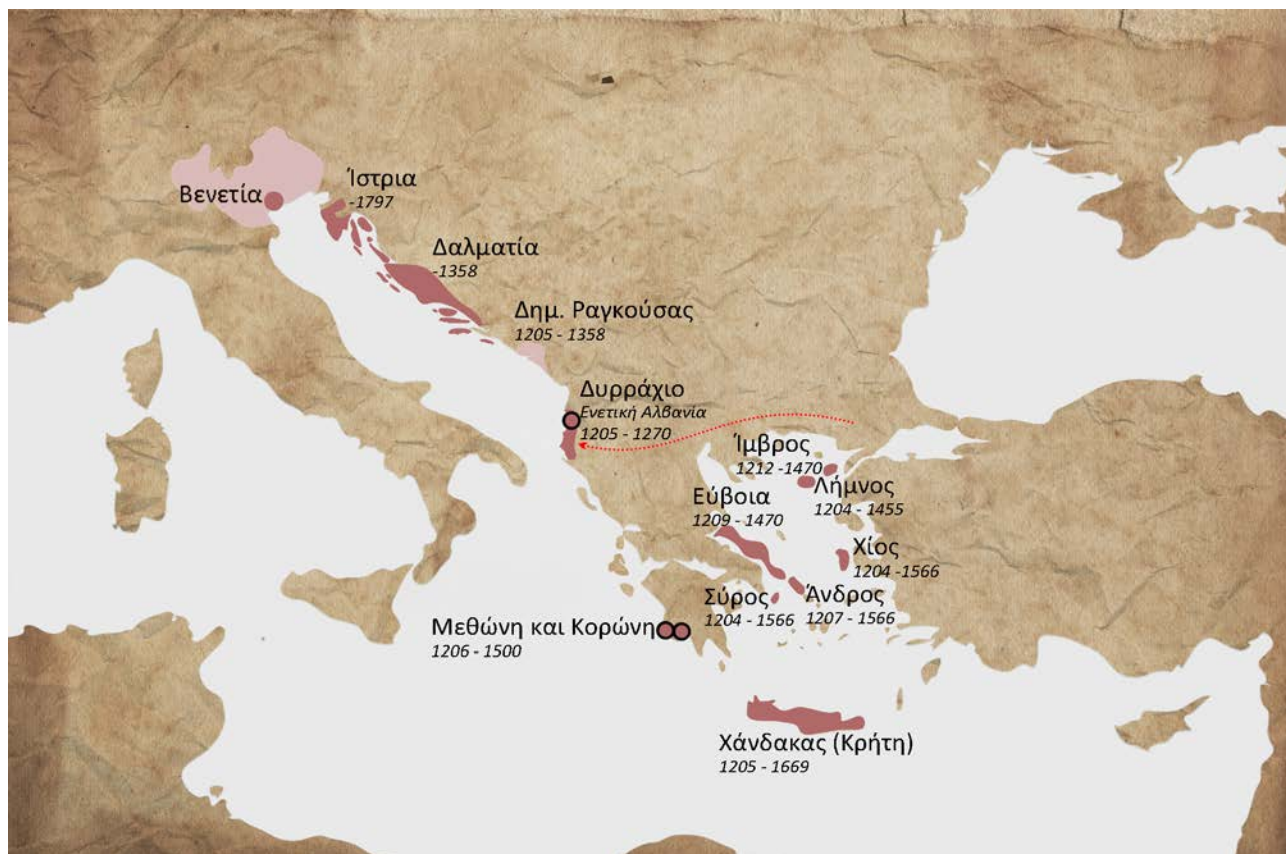 Βενετία
Ίστρια
-1797
Δαλματία
-1358
Δημ. Ραγκούσας
1205 - 1358
Δυρράχιο
Ενετική Αλβανία
1205 - 1270
Ίμβρος
1212 -1470
Λήμνος
1204 - 1455
Εύβοια
1209 - 1470
Χίος
1204 -1566
Σύρος
1204 - 1566
Άνδρος
1207 - 1566
Μεθώνη και Κορώνη
1206 - 1500
Χάνδακας (Κρήτη)
1205 - 1669